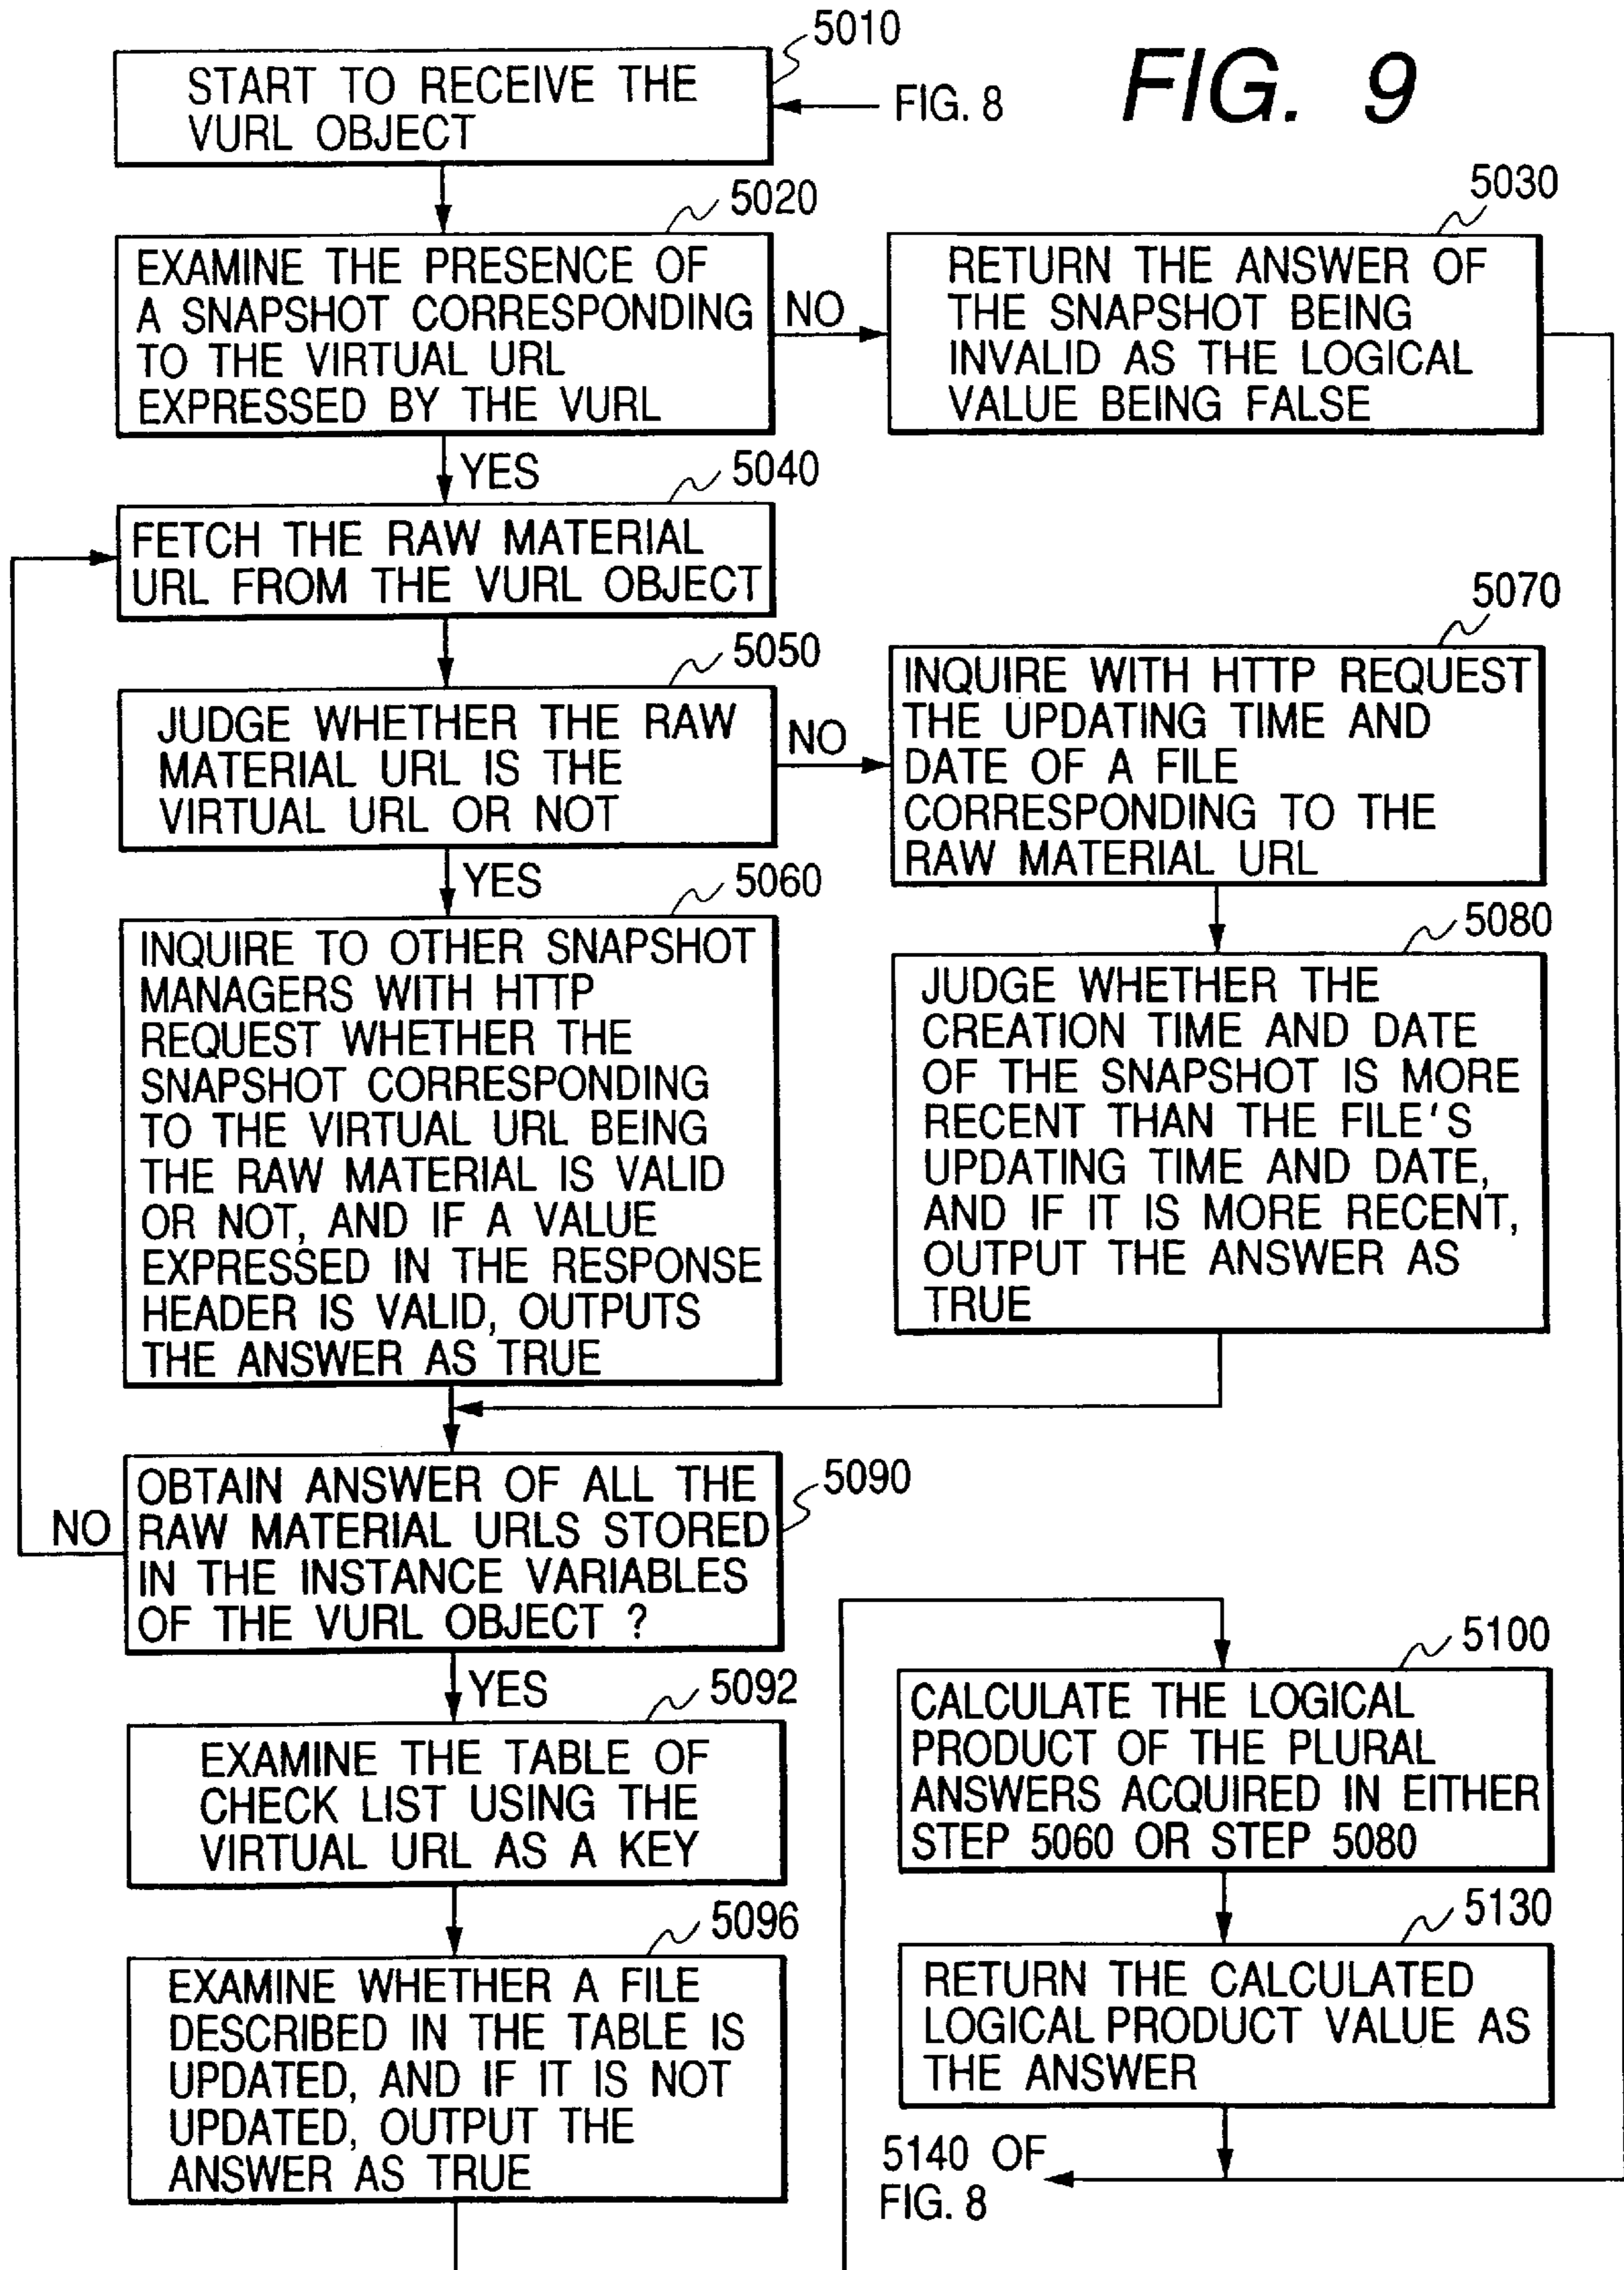 FIG. 9
5010
START TO RECEIVE THE
VURL OBJECT
FIG. 8
5020
EXAMINE THE PRESENCE OF
A SNAPSHOT CORRESPONDING
TO THE VIRTUAL URL
EXPRESSED BY THE VURL
NO
5030
RETURN THE ANSWER OF
THE SNAPSHOT BEING
INVALID AS THE LOGICAL
VALUE BEING FALSE
YES
5040
FETCH THE RAW MATERIAL
URL FROM THE VURL OBJECT
5050
JUDGE WHETHER THE RAW
MATERIAL URL IS THE
VIRTUAL URL OR NOT
NO
5070
INQUIRE WITH HTTP REQUEST
THE UPDATING TIME AND
DATE OF A FILE
CORRESPONDING TO THE
RAW MATERIAL URL
YES
5060
INQUIRE TO OTHER SNAPSHOT
MANAGERS WITH HTTP
REQUEST WHETHER THE
SNAPSHOT CORRESPONDING
TO THE VIRTUAL URL BEING
THE RAW MATERIAL IS VALID
OR NOT, AND IF A VALUE
EXPRESSED IN THE RESPONSE
HEADER IS VALID, OUTPUTS
THE ANSWER AS TRUE
5080
JUDGE WHETHER THE
CREATION TIME AND DATE
OF THE SNAPSHOT IS MORE
RECENT THAN THE FILE'S
UPDATING TIME AND DATE,
AND IF IT IS MORE RECENT,
OUTPUT THE ANSWER AS
TRUE
5090
OBTAIN ANSWER OF ALL THE
RAW MATERIAL URLS STORED
IN THE INSTANCE VARIABLES
OF THE VURL OBJECT ?
NO
YES
5092
EXAMINE THE TABLE OF
CHECK LIST USING THE
VIRTUAL URL AS A KEY
5096
EXAMINE WHETHER A FILE
DESCRIBED IN THE TABLE IS
UPDATED, AND IF IT IS NOT
UPDATED, OUTPUT THE
ANSWER AS TRUE
5100
CALCULATE THE LOGICAL
PRODUCT OF THE PLURAL
ANSWERS ACQUIRED IN EITHER
STEP 5060 OR STEP 5080
5130
RETURN THE CALCULATED
LOGICAL PRODUCT VALUE AS
THE ANSWER
5140 OF
FIG. 8